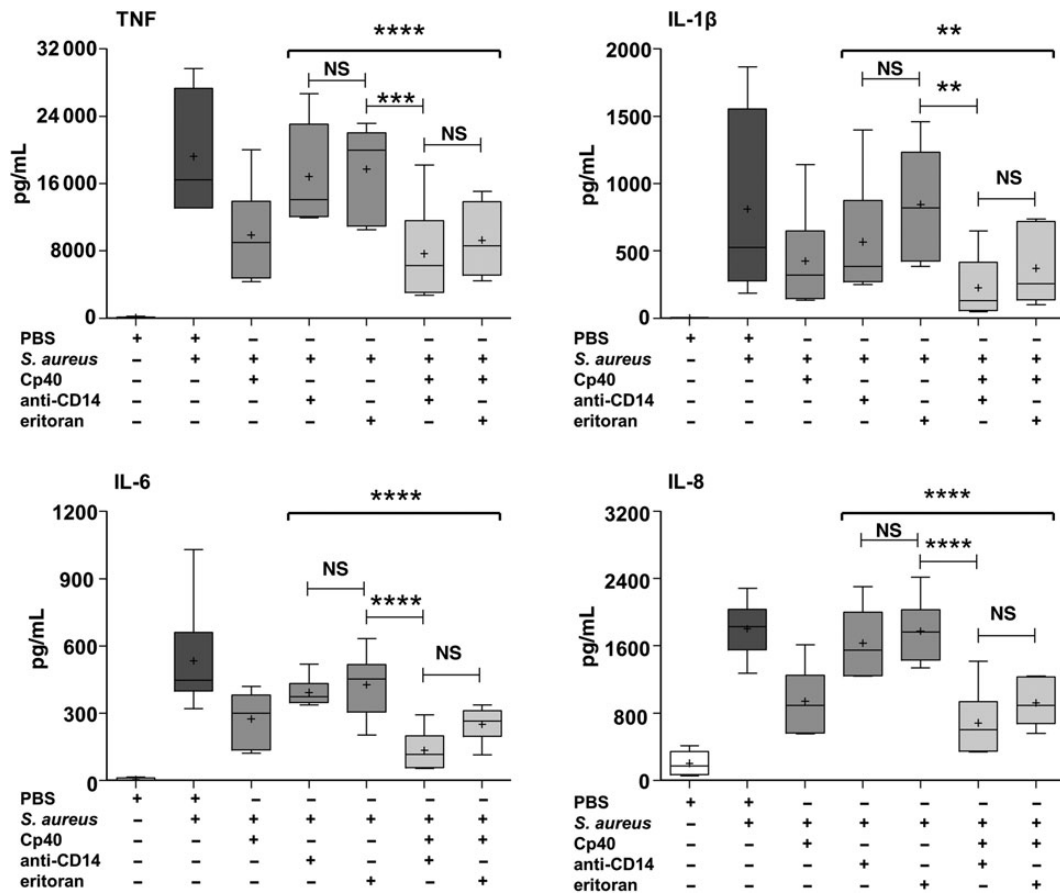 TNF
****
32 000
NS
24 000
***
NS
pg/mL
16 000
8000
0
PBS + + – – – – –
S. aureus – + + + + + +
Cp40 – – + – – + +
anti-CD14 – – – + – + –
eritoran – – – – + – +
IL-1β
**
2000
NS
1500
**
NS
pg/mL
1000
500
0
PBS + + – – – – –
S. aureus – + + + + + +
Cp40 – – + – – + +
anti-CD14 – – – + – + –
eritoran – – – – + – +
IL-6
****
1200
NS
900
****
NS
pg/mL
600
300
0
PBS + + – – – – –
S. aureus – + + + + + +
Cp40 – – + – – + +
anti-CD14 – – – + – + –
eritoran – – – – + – +
IL-8
****
3200
NS
****
2400
NS
pg/mL
1600
800
0
PBS + + – – – – –
S. aureus – + + + + + +
Cp40 – – + – – + +
anti-CD14 – – – + – + –
eritoran – – – – + – +